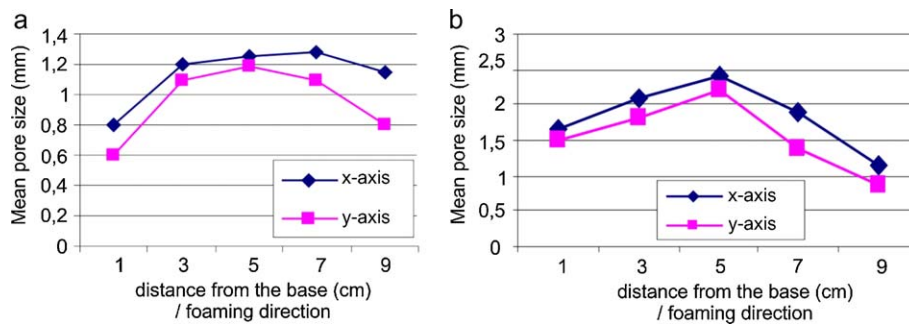 a
Mean pore size (mm)
1,4
1,2
1
0,8
0,6
0,4
0,2
0
x-axis
y-axis
1 3 5 7 9
distance from the base (cm)
/ foaming direction
b
Mean pore size (mm)
3
2,5
2
1,5
1
0,5
0
x-axis
y-axis
1 3 5 7 9
distance from the base (cm)
/ foaming direction